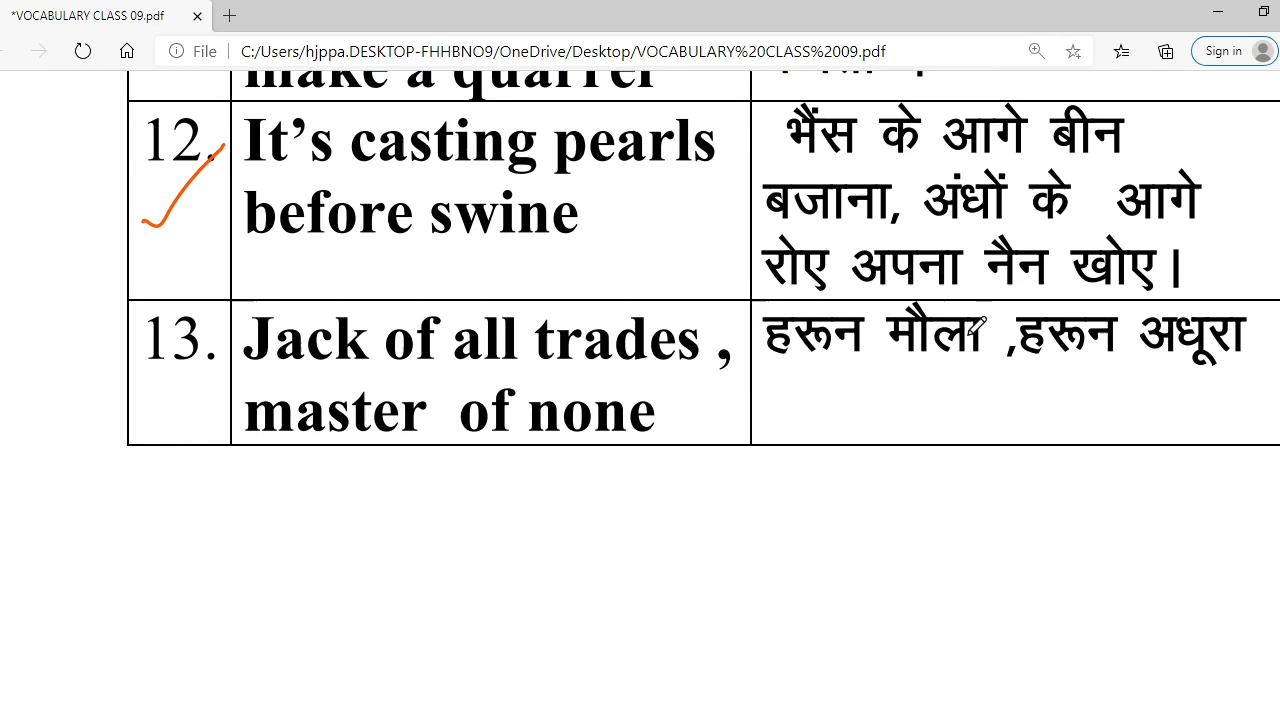 *VOCABULARY CLASS 09.pdf
File C:/Users/hjppa.DESKTOP-FHHBNO9/OneDrive/Desktop/VOCABULARY%20CLASS%2009.pdf Sign in
make a quarrel
12. It’s casting pearls before swine
भैंस के आगे बीन
बजाना, अंधों के आगे
रोए अपना नैन खोए।
13. Jack of all trades ,
master of none
हरून मौला ,हरून अधूरा